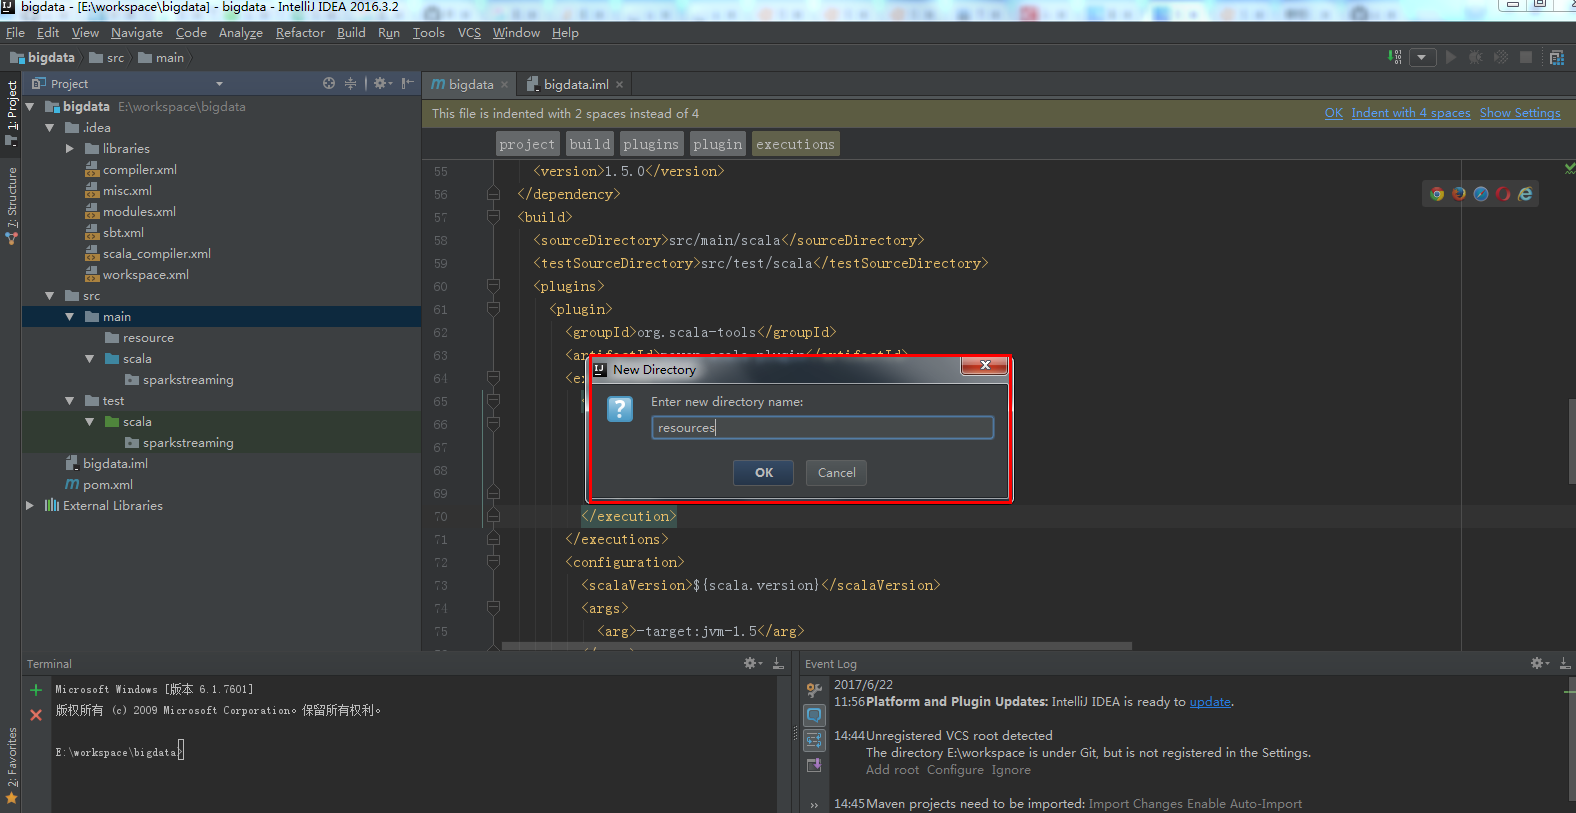 bigdata - [E:\workspace\bigdata] - bigdata - IntelliJ IDEA 2016.3.2
File Edit View Navigate Code Analyze Refactor Build Run Tools VCS Window Help
bigdata src main
1: Project
Project
bigdata E:\workspace\bigdata
.idea
libraries
compiler.xml
misc.xml
modules.xml
sbt.xml
scala_compiler.xml
workspace.xml
src
main
resource
scala
sparkstreaming
test
scala
sparkstreaming
bigdata.iml
pom.xml
External Libraries
7: Structure
2: Favorites
bigdata bigdata.iml
This file is indented with 2 spaces instead of 4 OK Indent with 4 spaces Show Settings
project build plugins plugin executions
55 <version>1.5.0</version>
56 </dependency>
57 <build>
58 <sourceDirectory>src/main/scala</sourceDirectory>
59 <testSourceDirectory>src/test/scala</testSourceDirectory>
60 <plugins>
61 <plugin>
62 <groupId>org.scala-tools</groupId>
63
64
65
66
67
68
69
70 </execution>
71 </executions>
72 <configuration>
73 <scalaVersion>${scala.version}</scalaVersion>
74 <args>
75 <arg>-target:jvm-1.5</arg>
New Directory
Enter new directory name:
resources
OK Cancel
Terminal
Microsoft Windows [版本 6.1.7601]
版权所有 (c) 2009 Microsoft Corporation。保留所有权利。
E:\workspace\bigdata>
Event Log
2017/6/22
11:56 Platform and Plugin Updates: IntelliJ IDEA is ready to update.
14:44 Unregistered VCS root detected
The directory E:\workspace is under Git, but is not registered in the Settings.
Add root Configure Ignore
14:45 Maven projects need to be imported: Import Changes Enable Auto-Import